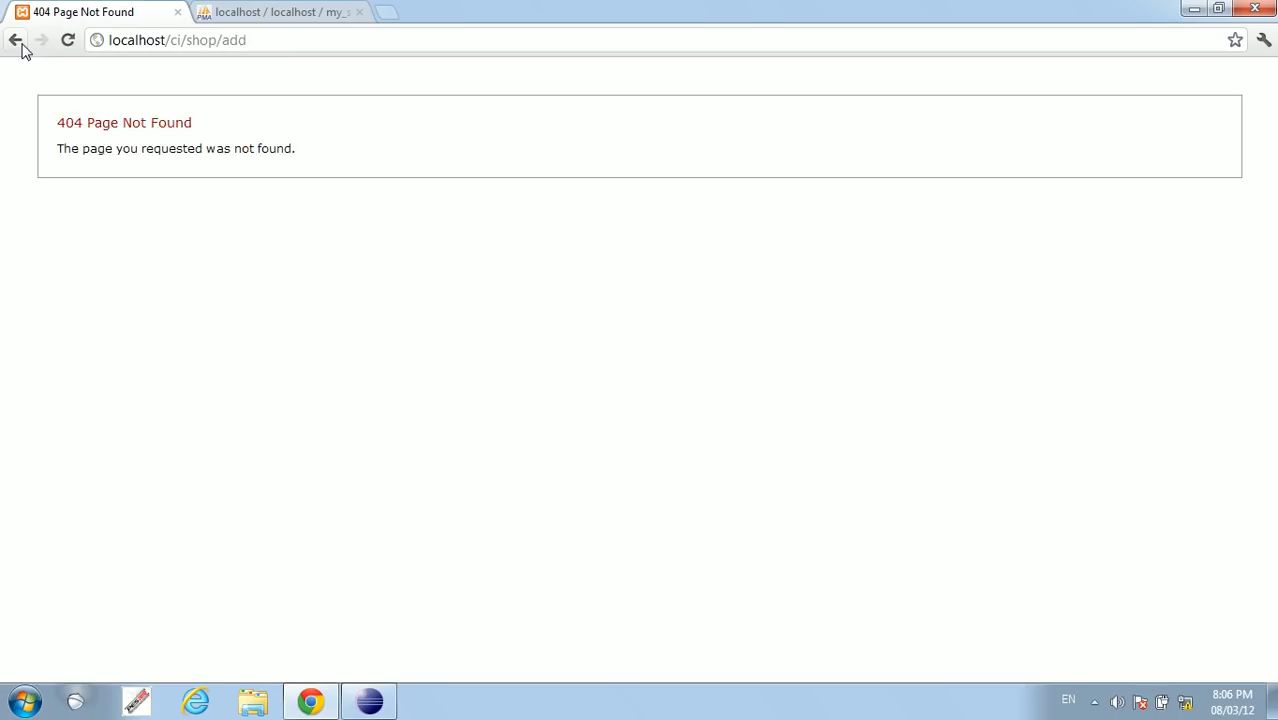 404 Page Not Found
localhost / localhost / my_s
localhost/ci/shop/add
404 Page Not Found
The page you requested was not found.
EN
8:06 PM
08/03/12